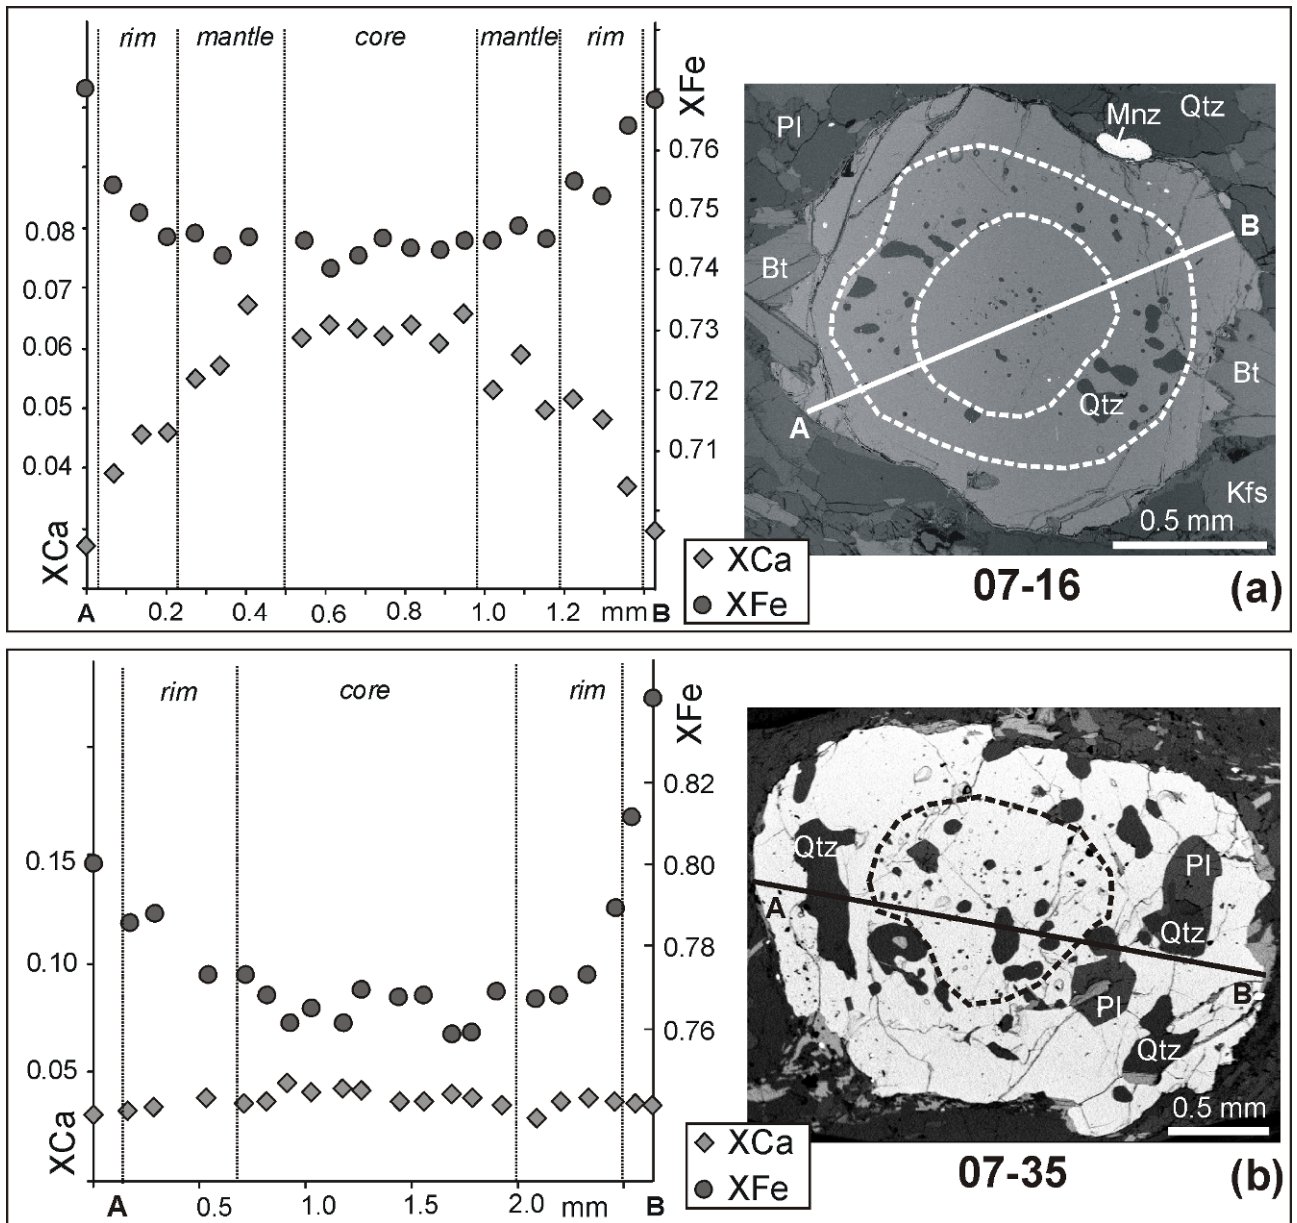 rim mantle core mantle rim
XFe
0.76
0.75
0.74
0.73
0.72
0.71
0.08
0.07
0.06
0.05
0.04
XCa
A 0.2 0.4 0.6 0.8 1.0 1.2 mm B
XCa
XFe
Pl
Mnz
Qtz
B
Bt
Bt
Qtz
A
Kfs
0.5 mm
07-16
(a)
rim core rim
XFe
0.82
0.80
0.78
0.76
0.15
0.10
0.05
XCa
A 0.5 1.0 1.5 2.0 mm B
XCa
XFe
Qtz
Pl
A
Qtz
B
Pl
Qtz
0.5 mm
07-35
(b)